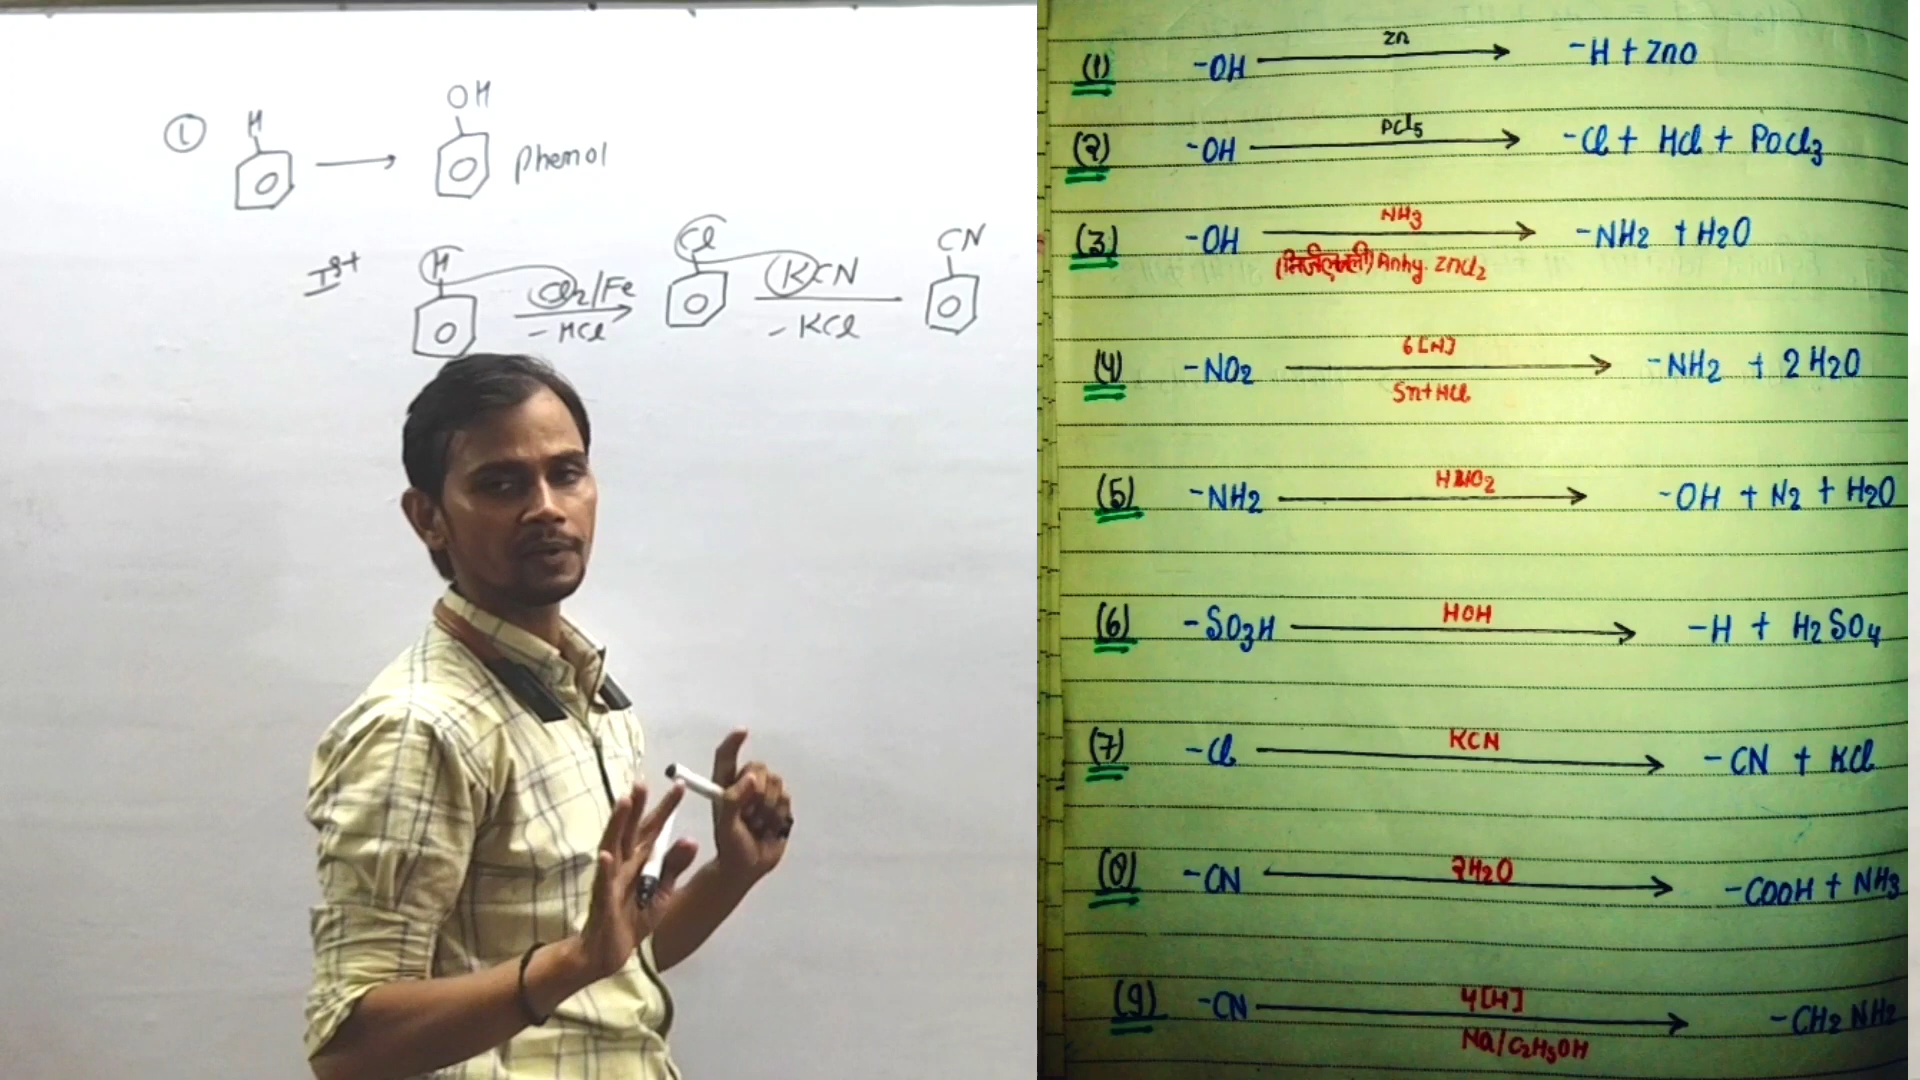 ① H → OH Phenol
Ist H Cl2/Fe Cl KCN CN
- HCl - KCl
(1) -OH Zn → -H + ZnO
(2) -OH PCl5 → -Cl + HCl + POCl3
(3) -OH NH3 → -NH2 + H2O
Anhy. ZnCl2
(4) -NO2 6[H] → -NH2 + 2H2O
Sn+HCl
(5) -NH2 HNO2 → -OH + N2 + H2O
(6) -SO3H HOH → -H + H2SO4
(7) -Cl KCN → -CN + KCl
(8) -CN 2H2O → -COOH + NH3
(9) -CN 4[H] → -CH2NH2
Na/C2H5OH